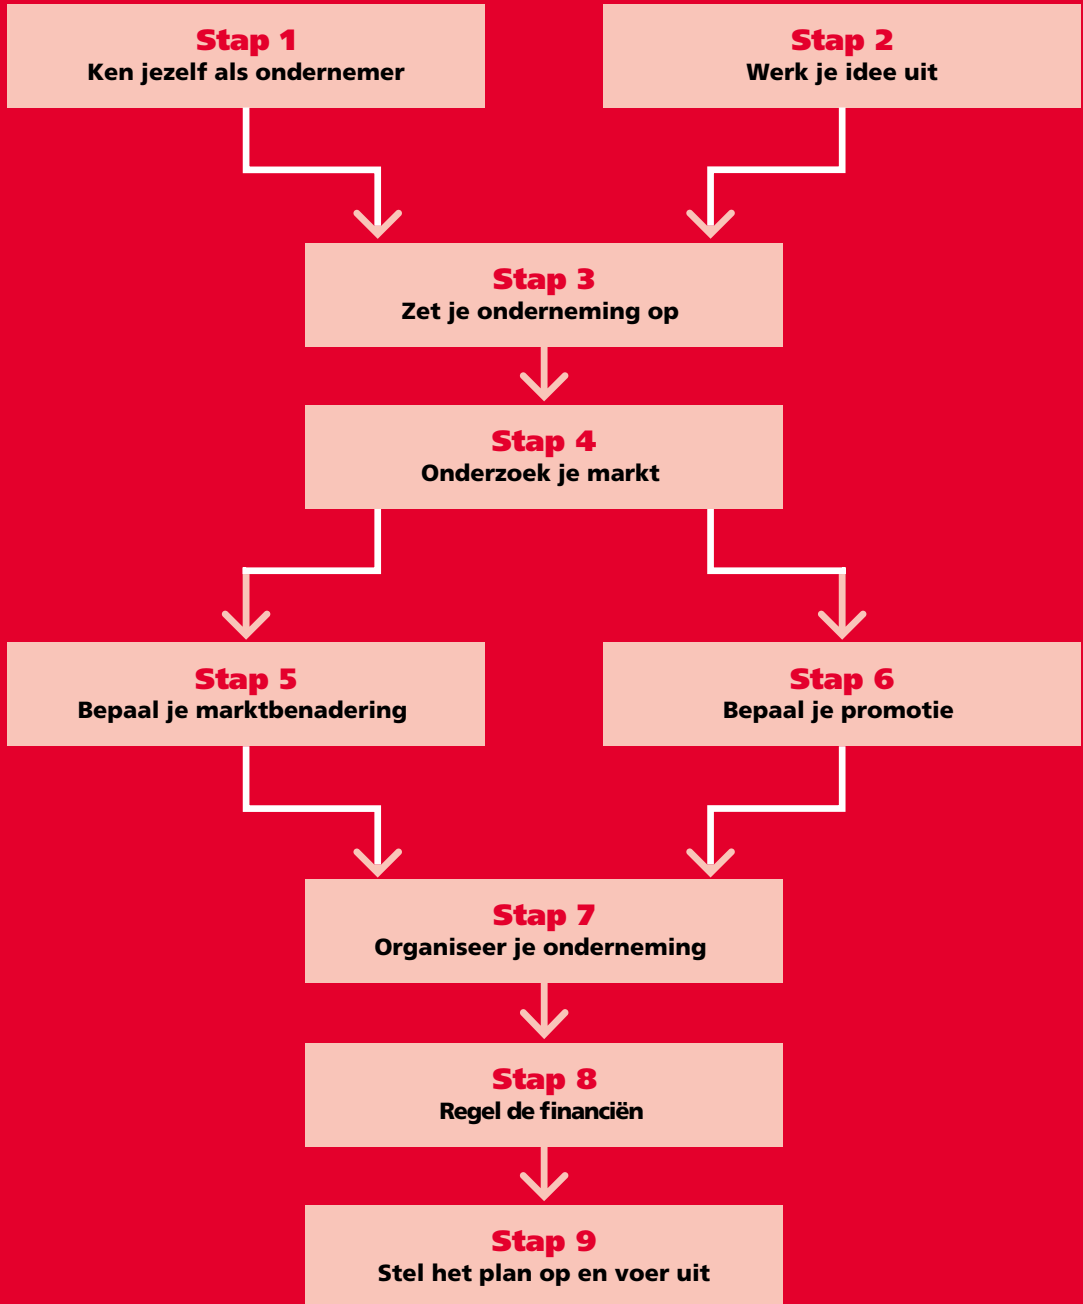 Stap 1
Ken jezelf als ondernemer
Stap 2
Werk je idee uit
Stap 3
Zet je onderneming op
Stap 4
Onderzoek je markt
Stap 5
Bepaal je marktbenadering
Stap 6
Bepaal je promotie
Stap 7
Organiseer je onderneming
Stap 8
Regel de financiën
Stap 9
Stel het plan op en voer uit